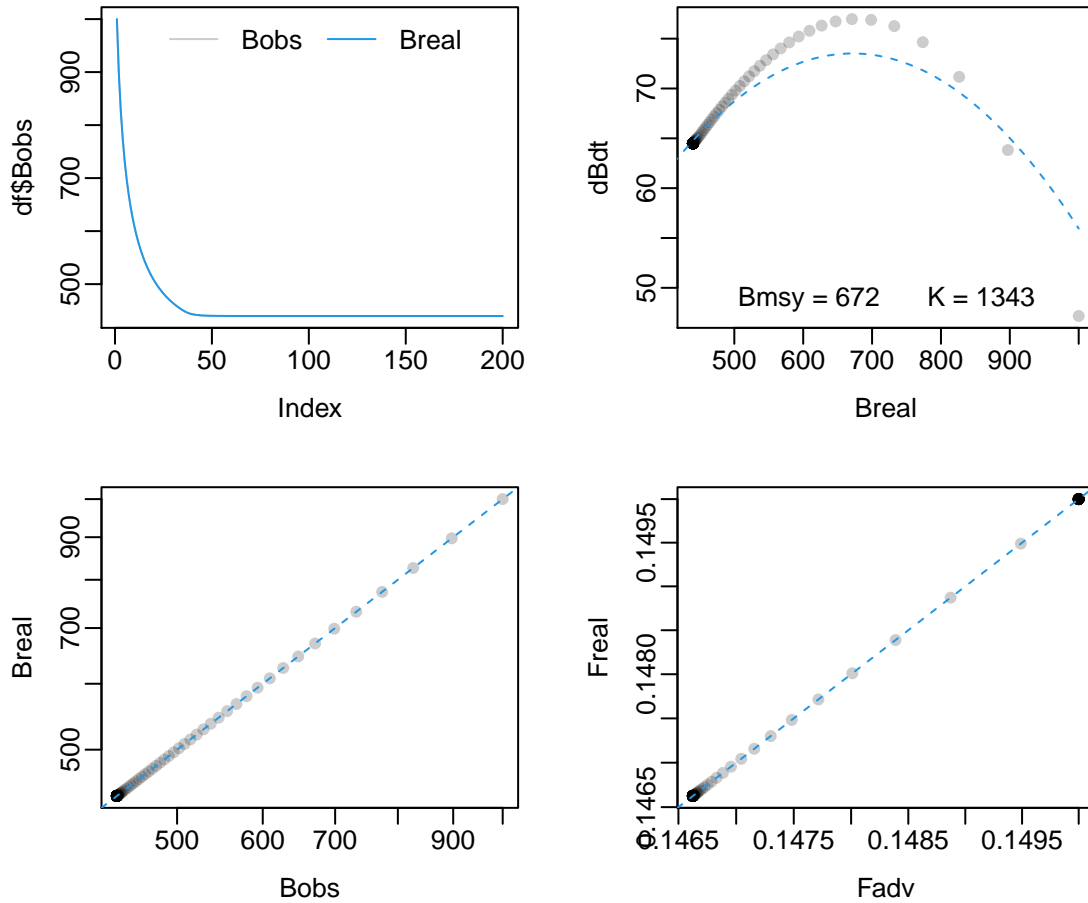 Bobs Breal
df$Bobs
500 700 900
0 50 100 150 200
Index
dBdt
50 60 70
Bmsy = 672 K = 1343
500 600 700 800 900
Breal
Breal
500 700 900
500 600 700 900
Bobs
Freal
0.1465 0.1480 0.1495
0.1465 0.1475 0.1485 0.1495
Fadv